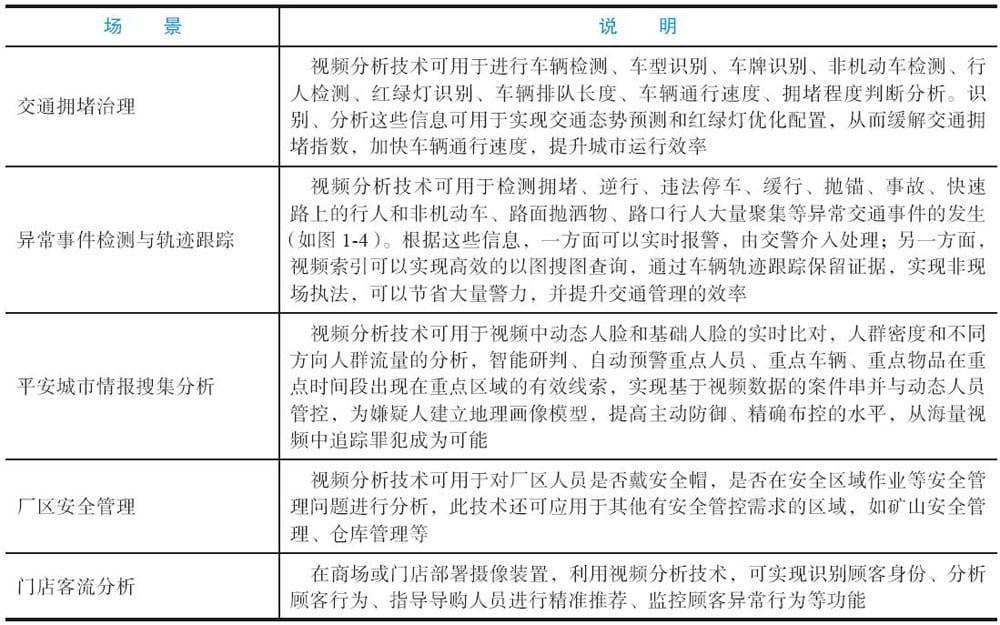 场 景
说 明
交通拥堵治理
视频分析技术可用于进行车辆检测、车型识别、车牌识别、非机动车检测、行
人检测、红绿灯识别、车辆排队长度、车辆通行速度、拥堵程度判断分析。识
别、分析这些信息可用于实现交通态势预测和红绿灯优化配置，从而缓解交通拥
堵指数，加快车辆通行速度，提升城市运行效率
异常事件检测与轨迹跟踪
视频分析技术可用于检测拥堵、逆行、违法停车、缓行、抛锚、事故、快速
路上的行人和非机动车、路面抛洒物、路口行人大量聚集等异常交通事件的发生
（如图 1-4）。根据这些信息，一方面可以实时报警，由交警介入处理；另一方面，
视频索引可以实现高效的以图搜图查询，通过车辆轨迹跟踪保留证据，实现非现
场执法，可以节省大量警力，并提升交通管理的效率
平安城市情报搜集分析
视频分析技术可用于视频中动态人脸和基础人脸的实时比对，人群密度和不同
方向人群流量的分析，智能研判、自动预警重点人员、重点车辆、重点物品在重
点时间段出现在重点区域的有效线索，实现基于视频数据的案件串并与动态人员
管控，为嫌疑人建立地理画像模型，提高主动防御、精确布控的水平，从海量视
频中追踪罪犯成为可能
厂区安全管理
视频分析技术可用于对厂区人员是否戴安全帽，是否在安全区域作业等安全管
理问题进行分析，此技术还可应用于其他有安全管控需求的区域，如矿山安全管
理、仓库管理等
门店客流分析
在商场或门店部署摄像装置，利用视频分析技术，可实现识别顾客身份、分析
顾客行为、指导导购人员进行精准推荐、监控顾客异常行为等功能